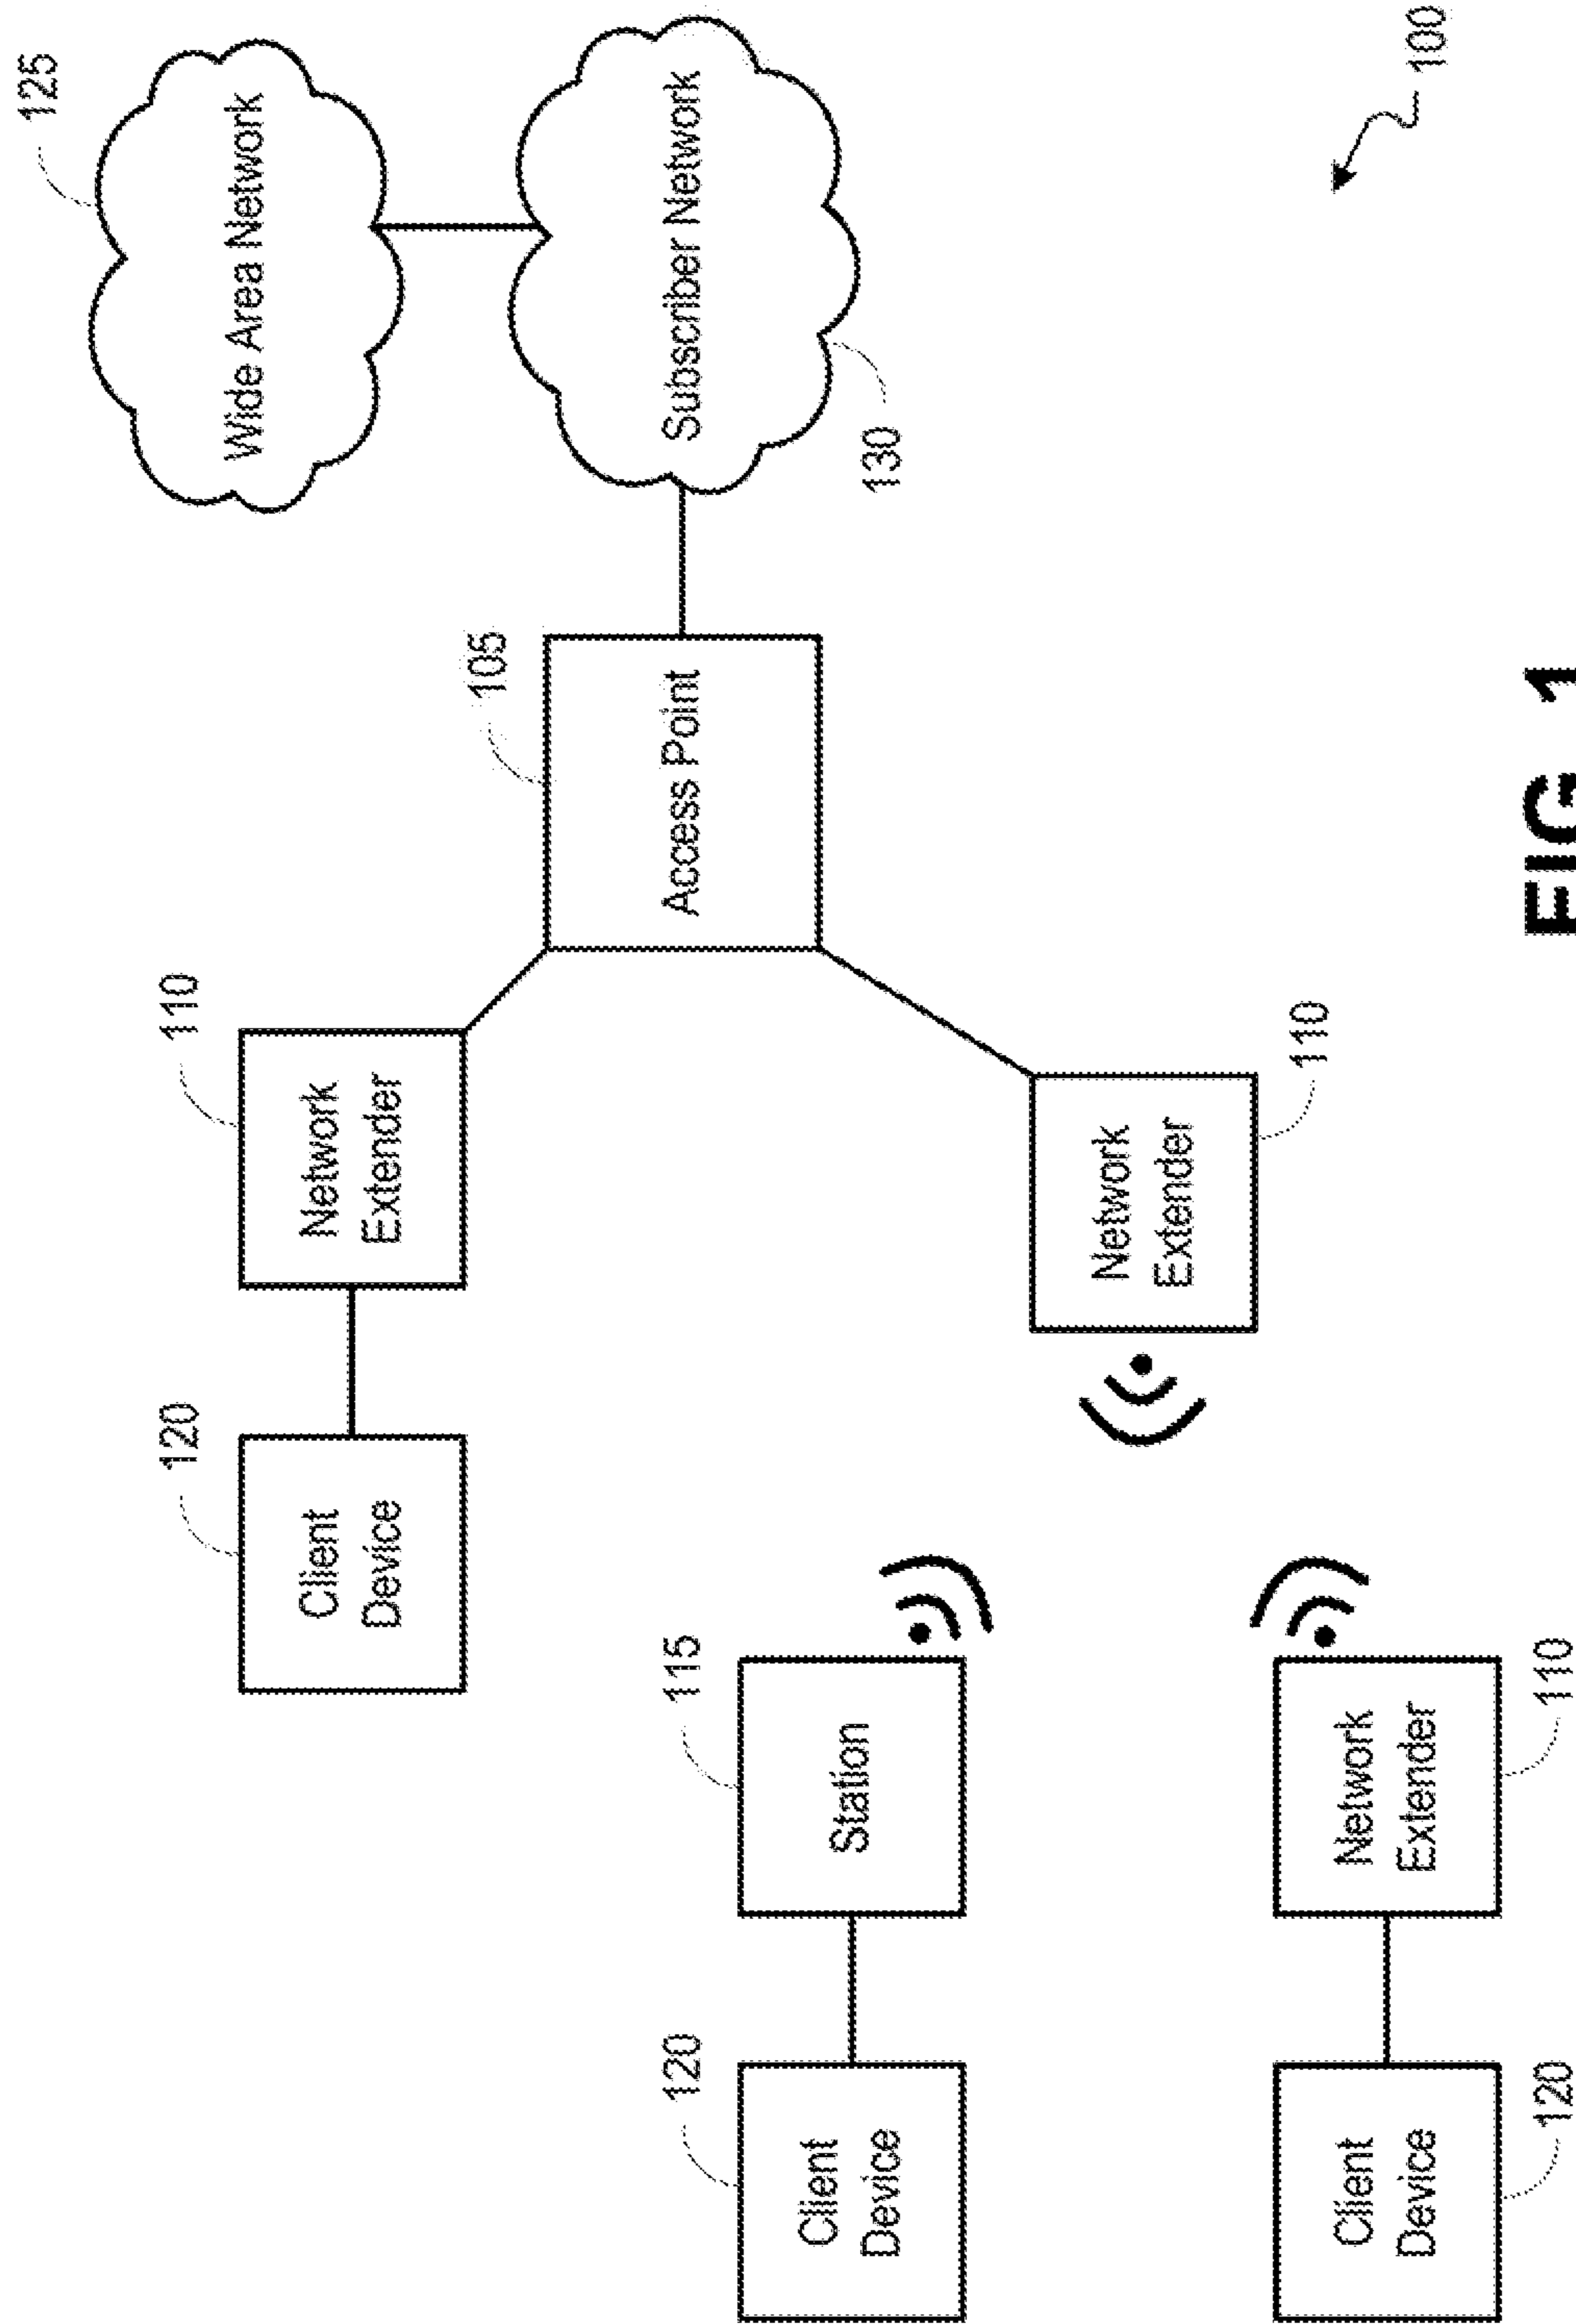 125
Wide Area Network
Subscriber Network
130
105
Access Point
110
Network
Extender
120
Client
Device
110
Network
Extender
115
Station
120
Client
Device
110
Network
Extender
120
Client
Device
100
FIG. 1